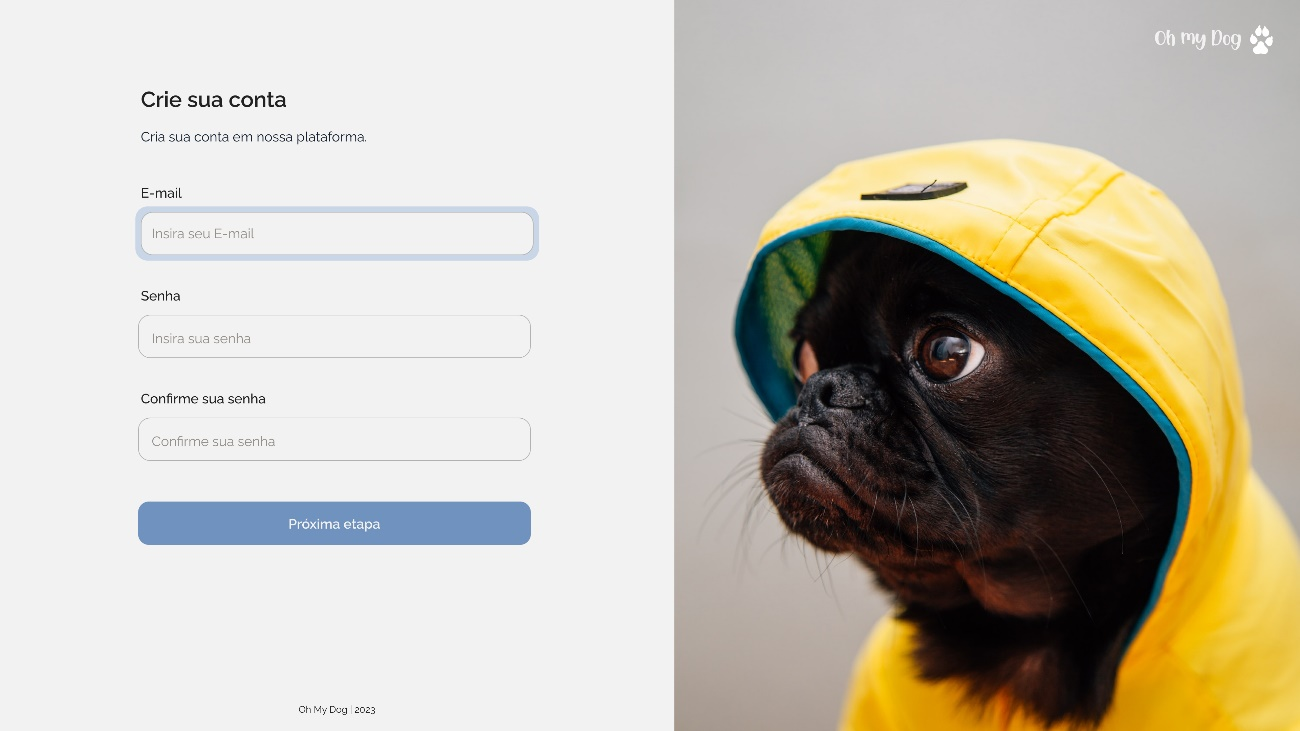 Oh my Dog
Crie sua conta
Cria sua conta em nossa plataforma.
E-mail
Insira seu E-mail
Senha
Insira sua senha
Confirme sua senha
Confirme sua senha
Próxima etapa
Oh My Dog | 2023